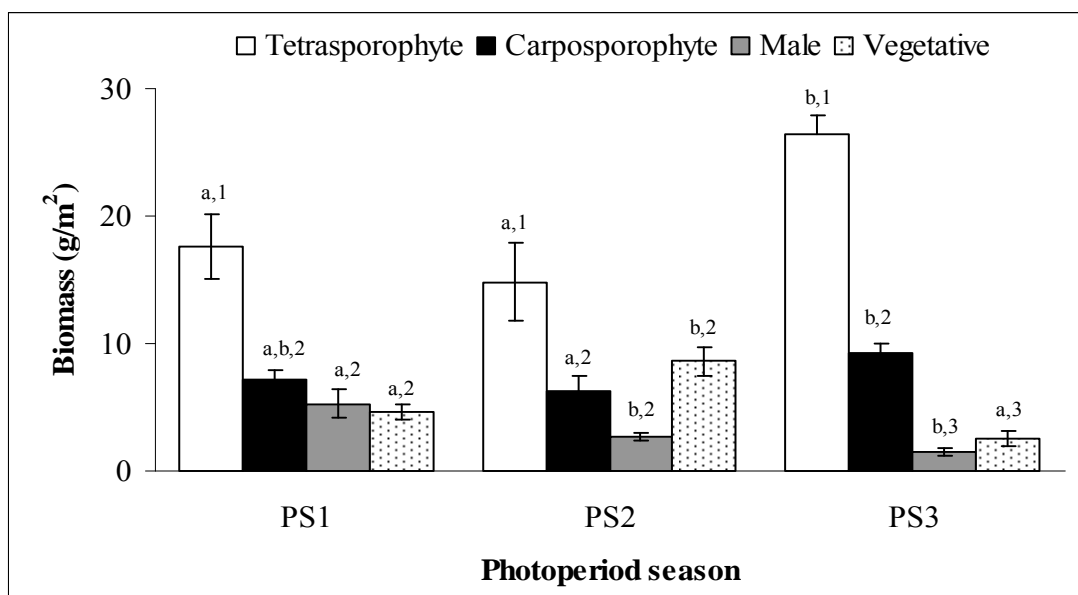 Tetrasporophyte Carposporophyte Male Vegetative
30
20
10
0
Biomass (g/m²)
a,1
a,b,2
a,2
a,2
a,1
a,2
b,2
b,2
b,1
b,2
b,3
a,3
PS1 PS2 PS3
Photoperiod season